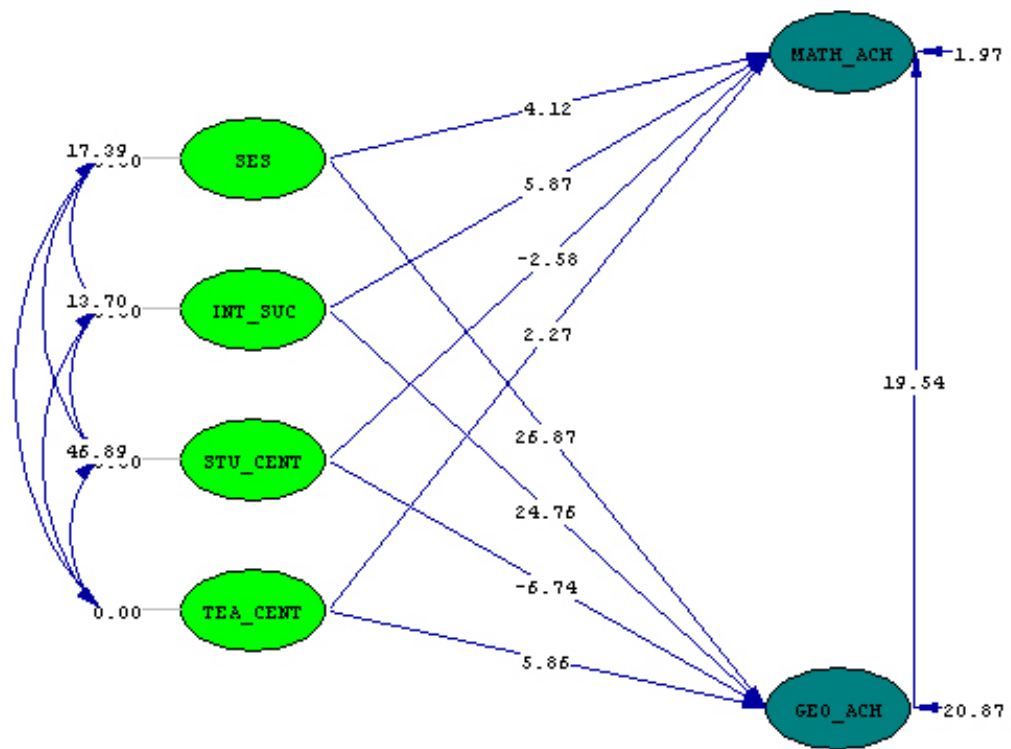 MATH_ACH
1.97
4.12
17.39
SES
5.87
-2.58
13.70
INT_SUC
2.27
19.54
26.87
46.89
STU_CENT
24.76
-6.74
0.00
TEA_CENT
5.86
GEO_ACH
20.87